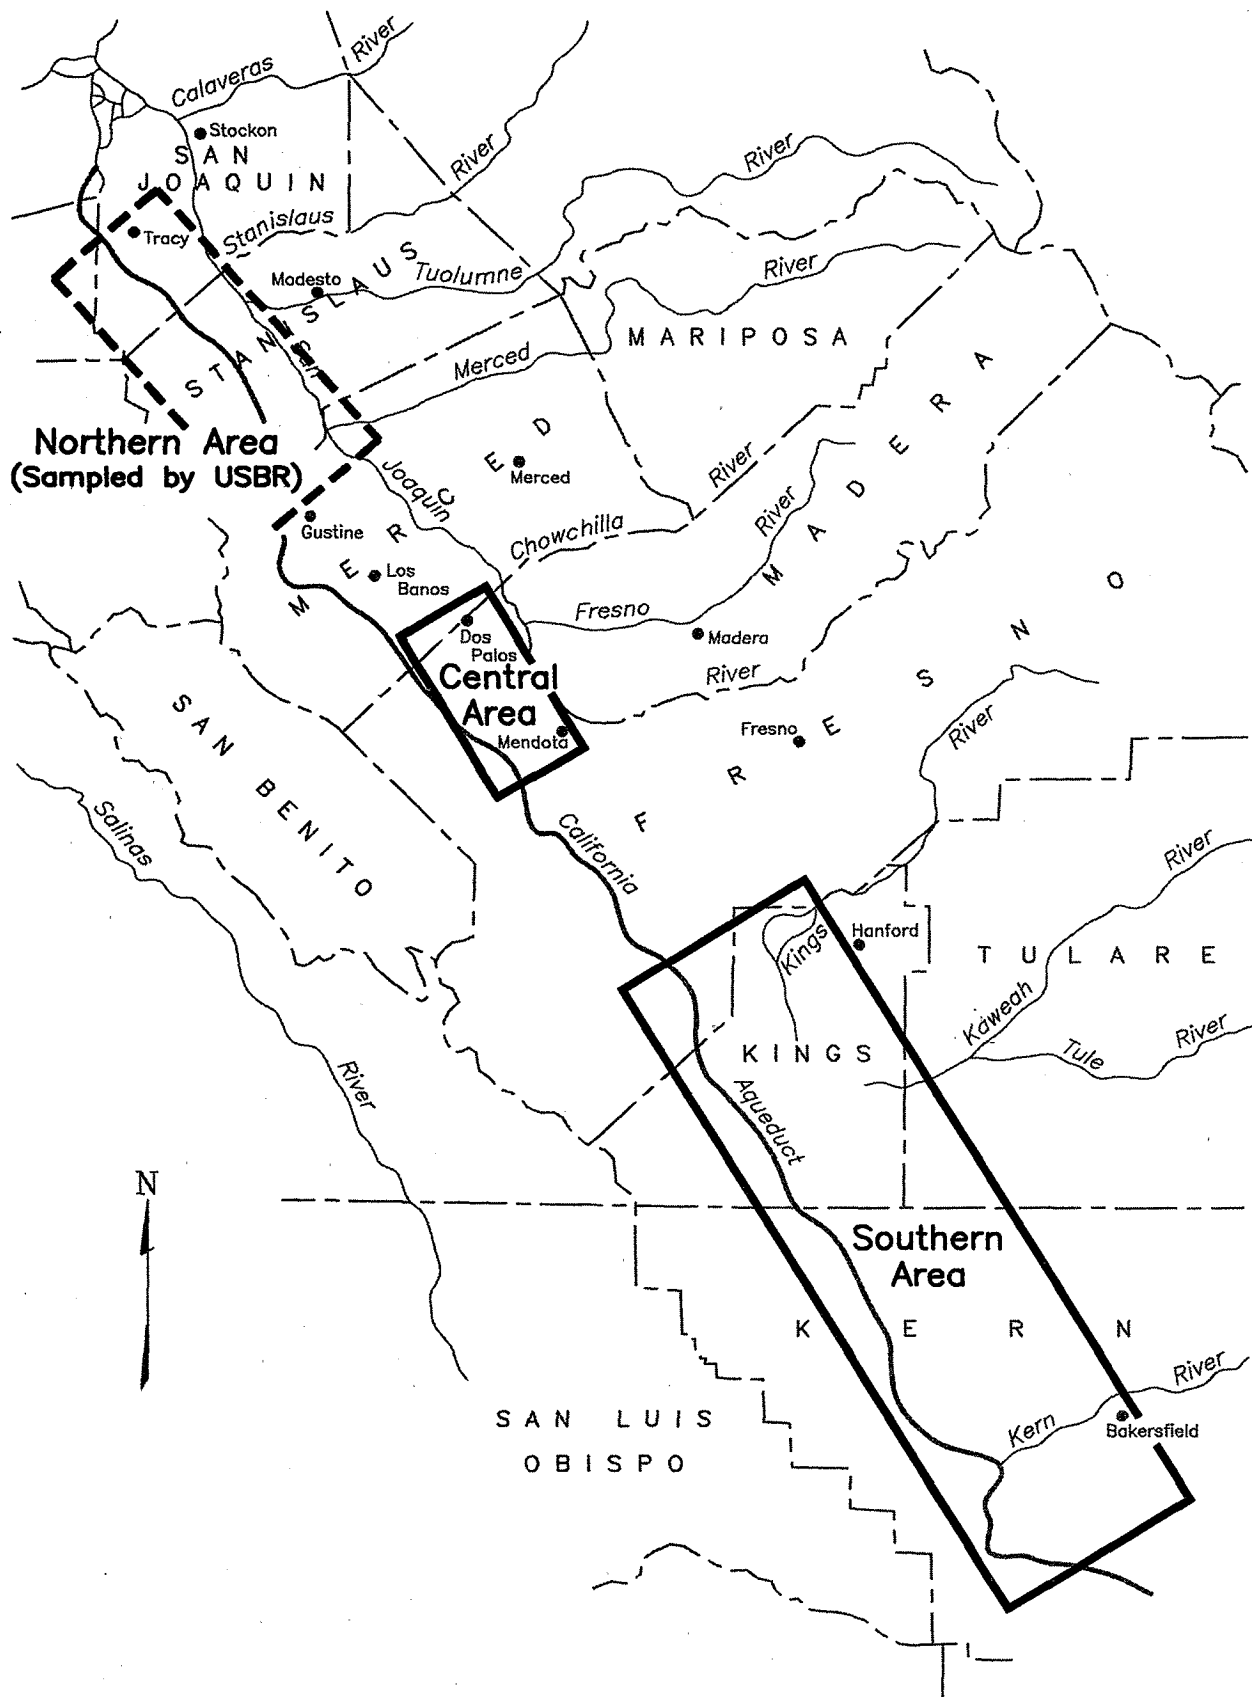 Calaveras River
Stockon
SAN
JOAQUIN
River
River
Stanislaus
Tracy
Modesto
Tuolumne
River
STANISLAUS
MARIPOSA
San
Merced
Northern Area
(Sampled by USBR)
MERCED
Merced
Joaquin
River
MADERA
River
Gustine
Chowchilla
Los
Banos
Fresno
Madera
Dos
Palos
Central
Area
River
Mendota
Fresno
FRESNO
River
SAN BENITO
Salinas
California
River
Hanford
Kings
TULARE
Kaweah
KINGS
Tule
River
River
Aqueduct
N
Southern
Area
KERN
River
SAN LUIS
OBISPO
Kern
Bakersfield